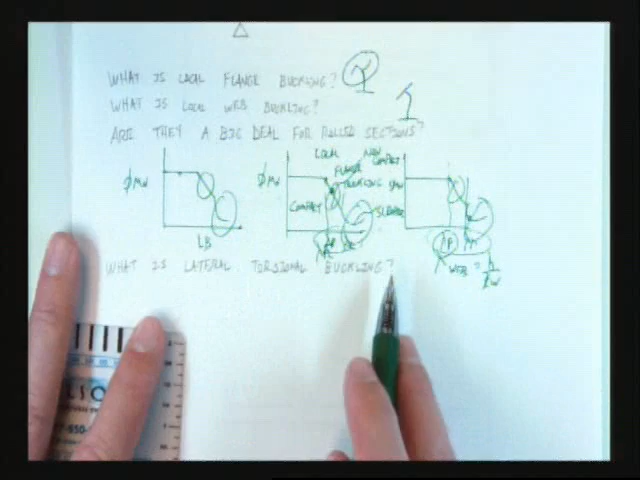 WHAT IS LOCAL FLANGE BUCKLING?
WHAT IS LOCAL WEB BUCKLING?
ARE THEY A BIG DEAL FOR ROLLED SECTIONS?
LOCAL FLANGE BUCKLING
NON COMPACT
COMPACT
SLENDER
ϕMn
ϕMn
LB
WHAT IS LATERAL TORSIONAL BUCKLING?
WEB